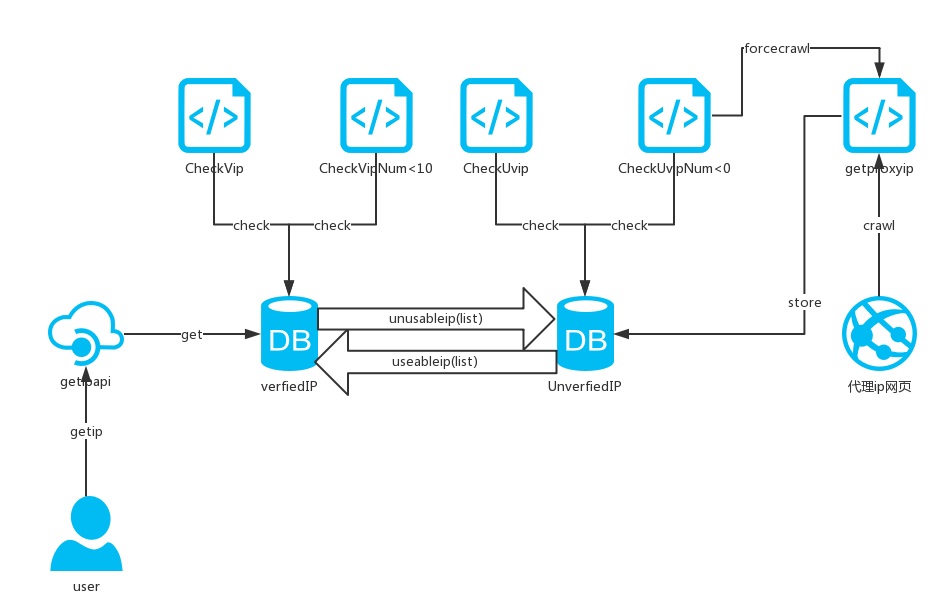 forcecrawl
</>
</>
</>
</>
</>
CheckVip
CheckVipNum<10
CheckUvip
CheckUvipNum<0
getproxyip
check
check
check
check
crawl
store
unusableip(list)
get
DB
DB
useableip(list)
getipapi
verfiedIP
UnverfiedIP
代理ip网页
getip
user